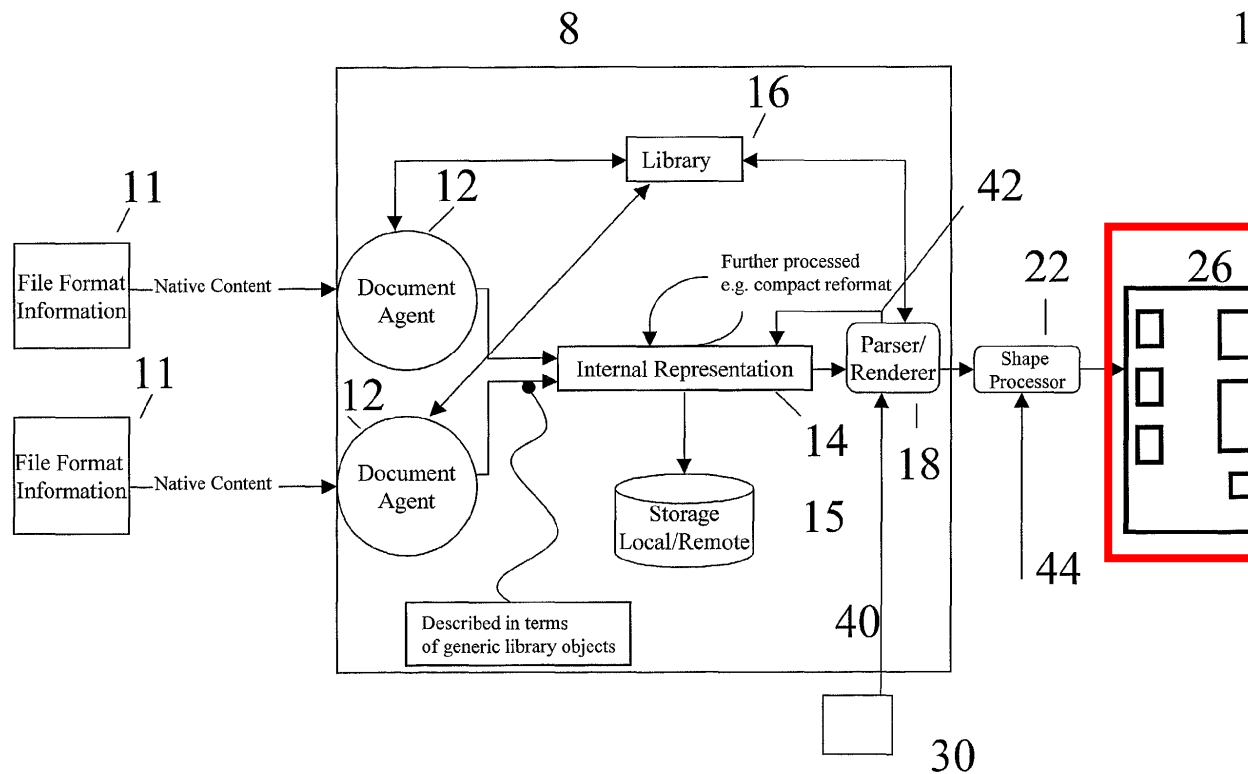 8
1
16
Library
11
12
42
File Format
Information
Native Content
Document
Agent
Further processed
e.g. compact reformat
22
26
Parser/
Renderer
Internal Representation
Shape
Processor
11
12
14
18
File Format
Information
Native Content
Document
Agent
Storage
Local/Remote
15
44
Described in terms
of generic library objects
40
30